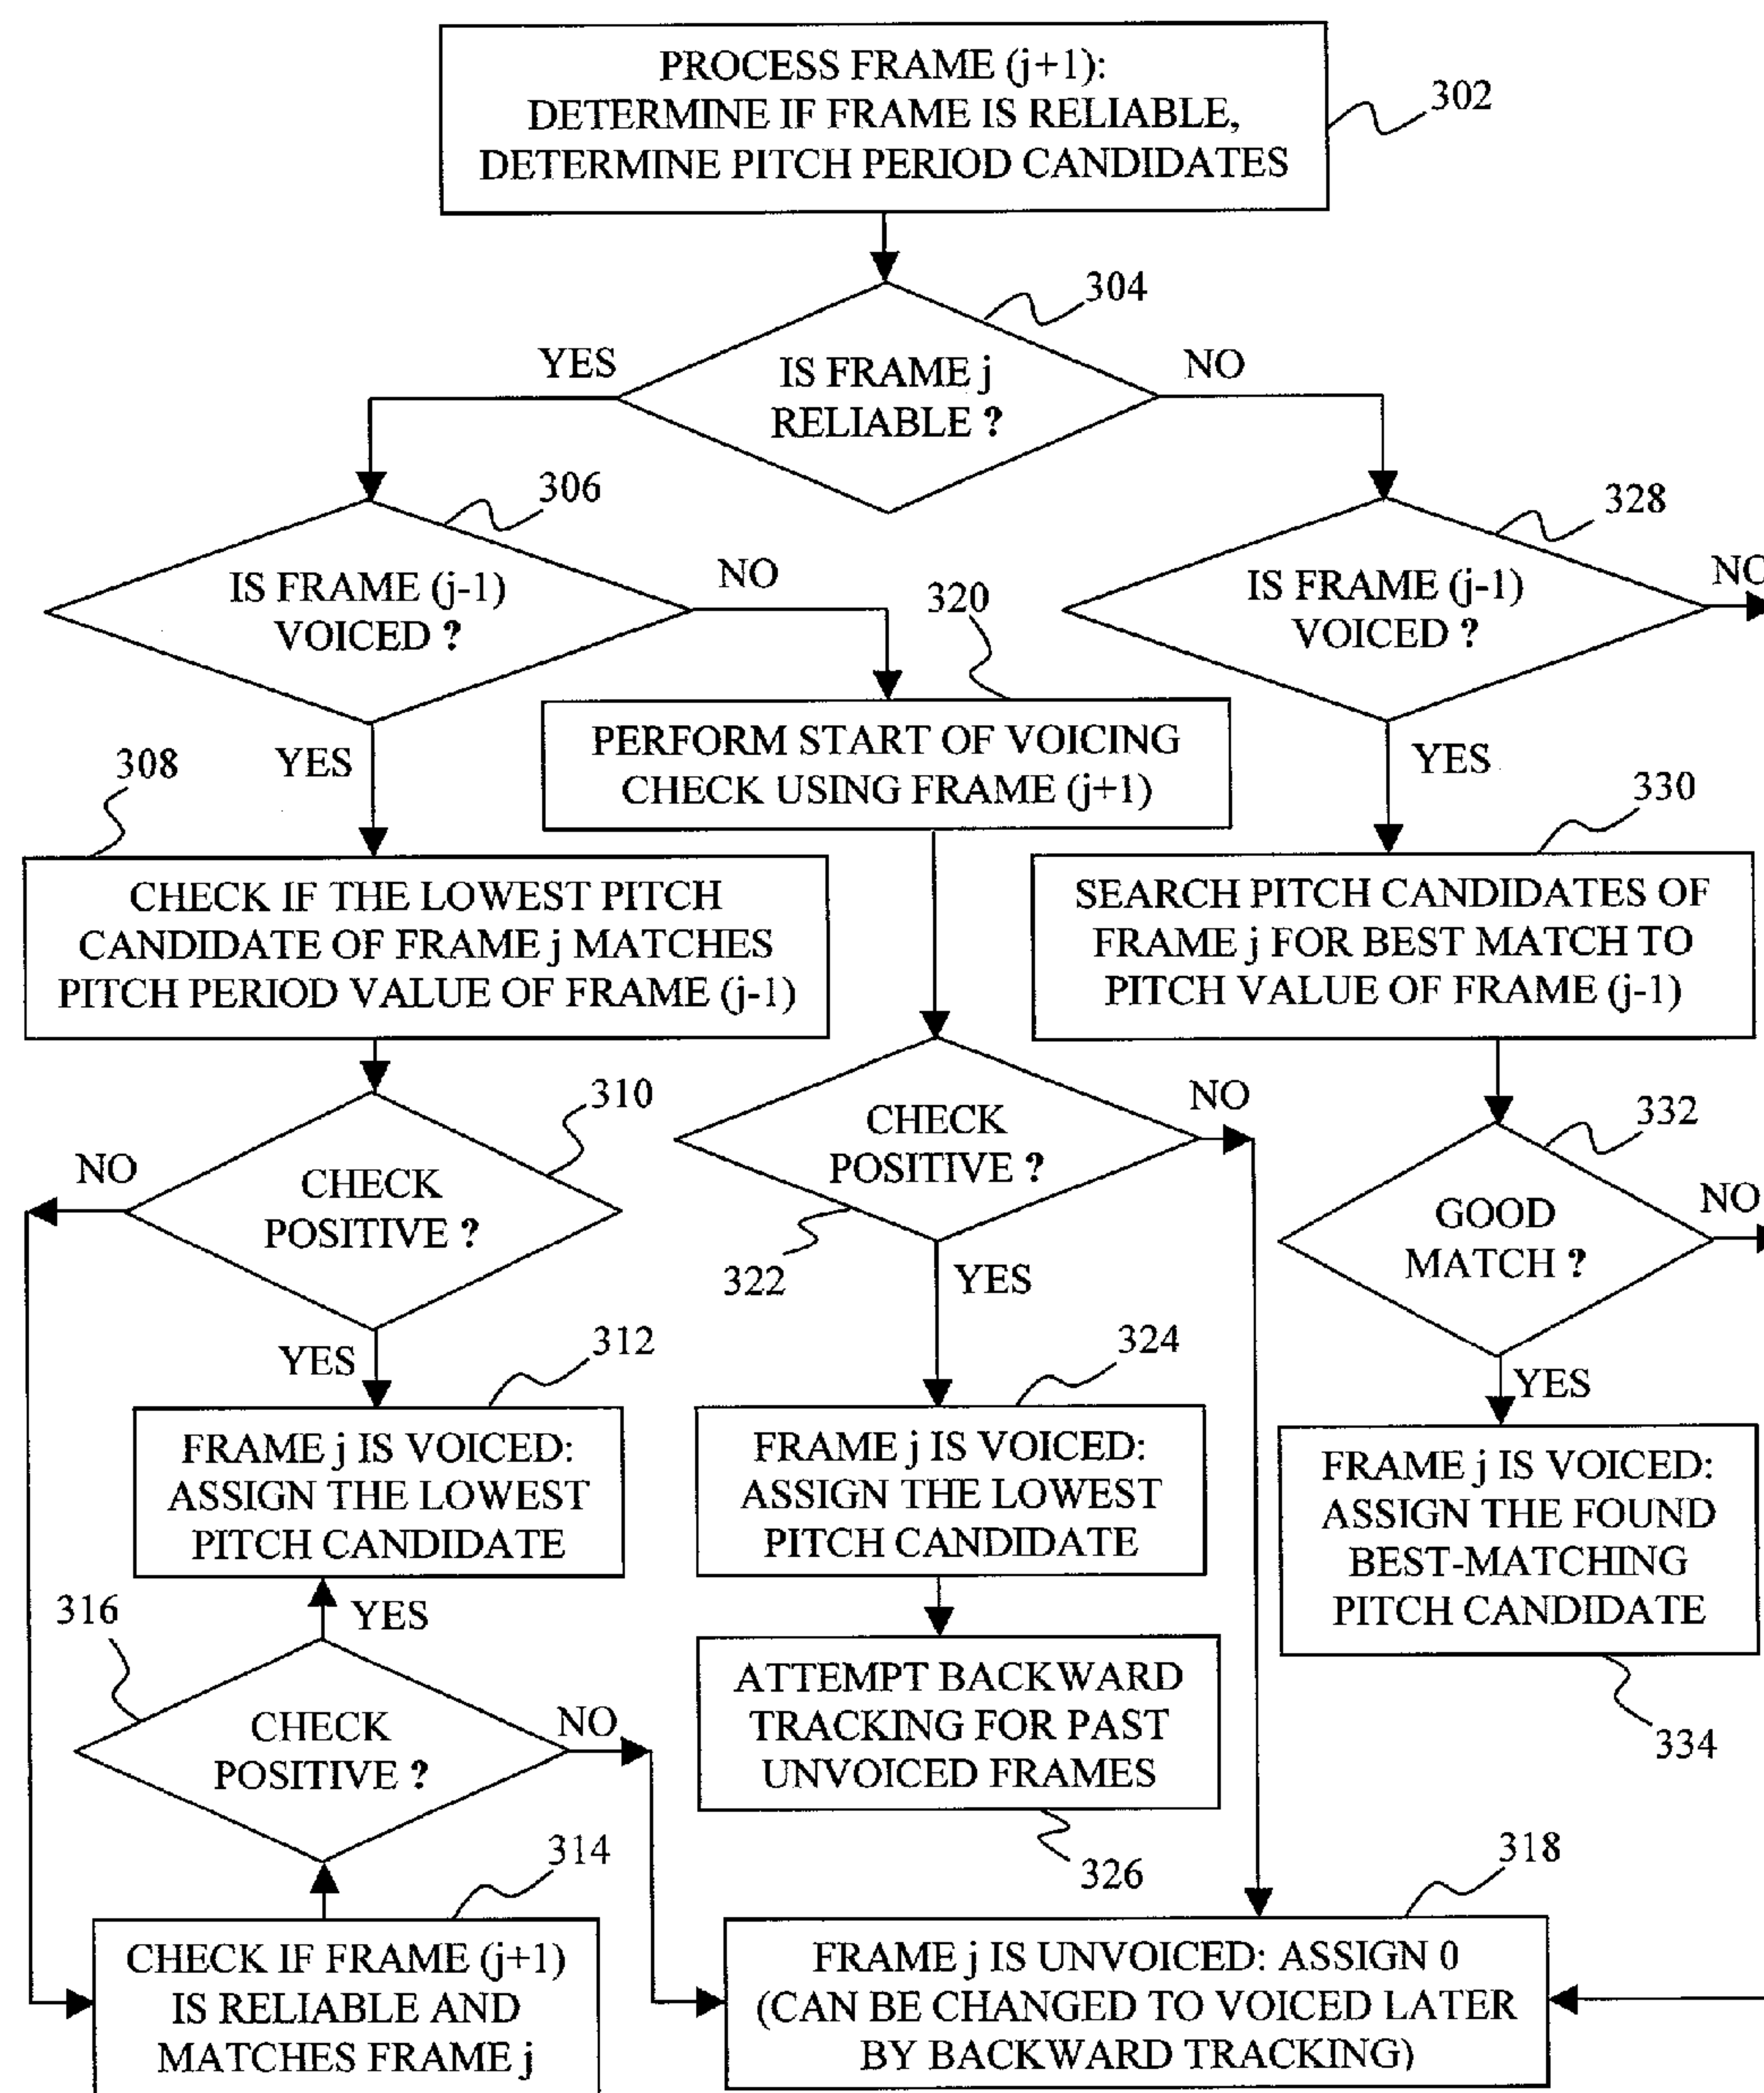 PROCESS FRAME (j+1):
DETERMINE IF FRAME IS RELIABLE,
DETERMINE PITCH PERIOD CANDIDATES
302
304
YES
IS FRAME j
RELIABLE ?
NO
306
IS FRAME (j-1)
VOICED ?
NO
328
IS FRAME (j-1)
VOICED ?
NO
320
PERFORM START OF VOICING
CHECK USING FRAME (j+1)
308
YES
YES
330
CHECK IF THE LOWEST PITCH
CANDIDATE OF FRAME j MATCHES
PITCH PERIOD VALUE OF FRAME (j-1)
SEARCH PITCH CANDIDATES OF
FRAME j FOR BEST MATCH TO
PITCH VALUE OF FRAME (j-1)
310
NO
CHECK
POSITIVE ?
CHECK
POSITIVE ?
NO
322
YES
332
GOOD
MATCH ?
NO
YES
312
FRAME j IS VOICED:
ASSIGN THE LOWEST
PITCH CANDIDATE
324
FRAME j IS VOICED:
ASSIGN THE LOWEST
PITCH CANDIDATE
YES
FRAME j IS VOICED:
ASSIGN THE FOUND
BEST-MATCHING
PITCH CANDIDATE
334
316
YES
CHECK
POSITIVE ?
NO
ATTEMPT BACKWARD
TRACKING FOR PAST
UNVOICED FRAMES
326
314
CHECK IF FRAME (j+1)
IS RELIABLE AND
MATCHES FRAME j
318
FRAME j IS UNVOICED: ASSIGN 0
(CAN BE CHANGED TO VOICED LATER
BY BACKWARD TRACKING)